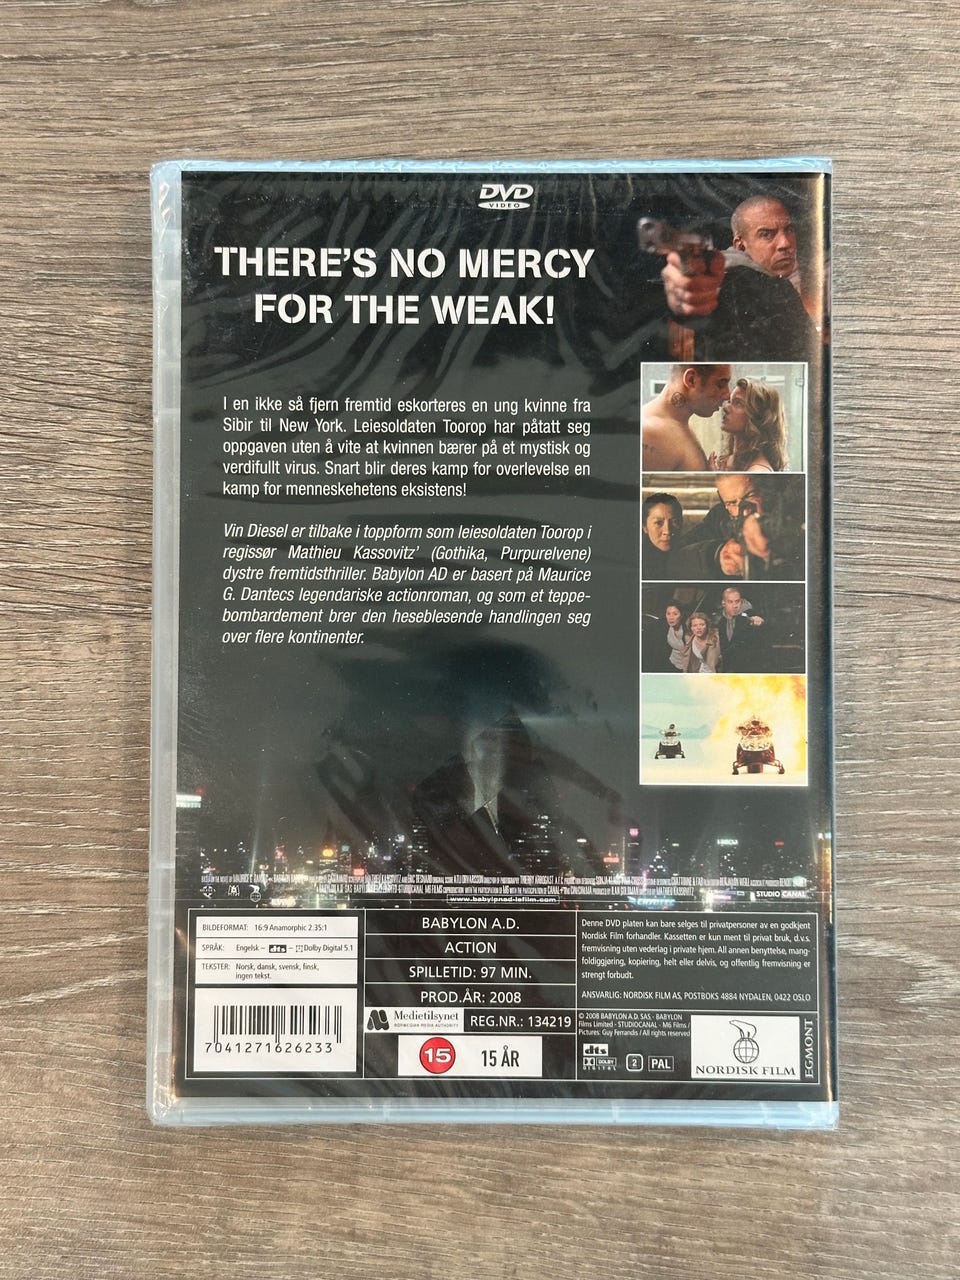 DVD
VIDEO
THERE'S NO MERCY
FOR THE WEAK!
I en ikke så fjern fremtid eskorteres en ung kvinne fra
Sibir til New York. Leiesoldaten Toorop har påtatt seg
oppgaven uten å vite at kvinnen bærer på et mystisk og
verdifullt virus. Snart blir deres kamp for overlevelse en
kamp for menneskehetens eksistens!
Vin Diesel er tilbake i toppform som leiesoldaten Toorop i
regissør Mathieu Kassovitz' (Gothika, Purpurelvene)
dystre fremtidsthriller. Babylon AD er basert på Maurice
G. Dantecs legendariske actionroman, og som et teppe-
bombardement brer den heseblesende handlingen seg
over flere kontinenter.
STUDIO CANAL
www.babylonad-lefilm.com
BILDEFORMAT: 16:9 Anamorphic 2.35:1
SPRÅK: Engelsk – dts – Dolby Digital 5.1
TEKSTER: Norsk, dansk, svensk, finsk,
ingen tekst.
7041271626233
BABYLON A.D.
ACTION
SPILLETID: 97 MIN.
PROD.ÅR: 2008
Medietilsynet
NORWEGIAN MEDIA AUTHORITY
REG.NR.: 134219
15
15 ÅR
Denne DVD platen kan bare selges til privatpersoner av en godkjent
Nordisk Film forhandler. Kassetten er kun ment til privat bruk, d.v.s.
fremvisning uten vederlag i private hjem. All annen benyttelse, mang-
foldiggjøring, kopiering, helt eller delvis, og offentlig fremvisning er
strengt forbudt.
ANSVARLIG: NORDISK FILM AS, POSTBOKS 4884 NYDALEN, 0422 OSLO
© 2008 BABYLON A.D. SAS - BABYLON
Films Limited - STUDIOCANAL - M6 Films /
Pictures: Guy Ferrandis / All rights reserved
dts
DOLBY
DIGITAL
2
PAL
NORDISK FILM
EGMONT